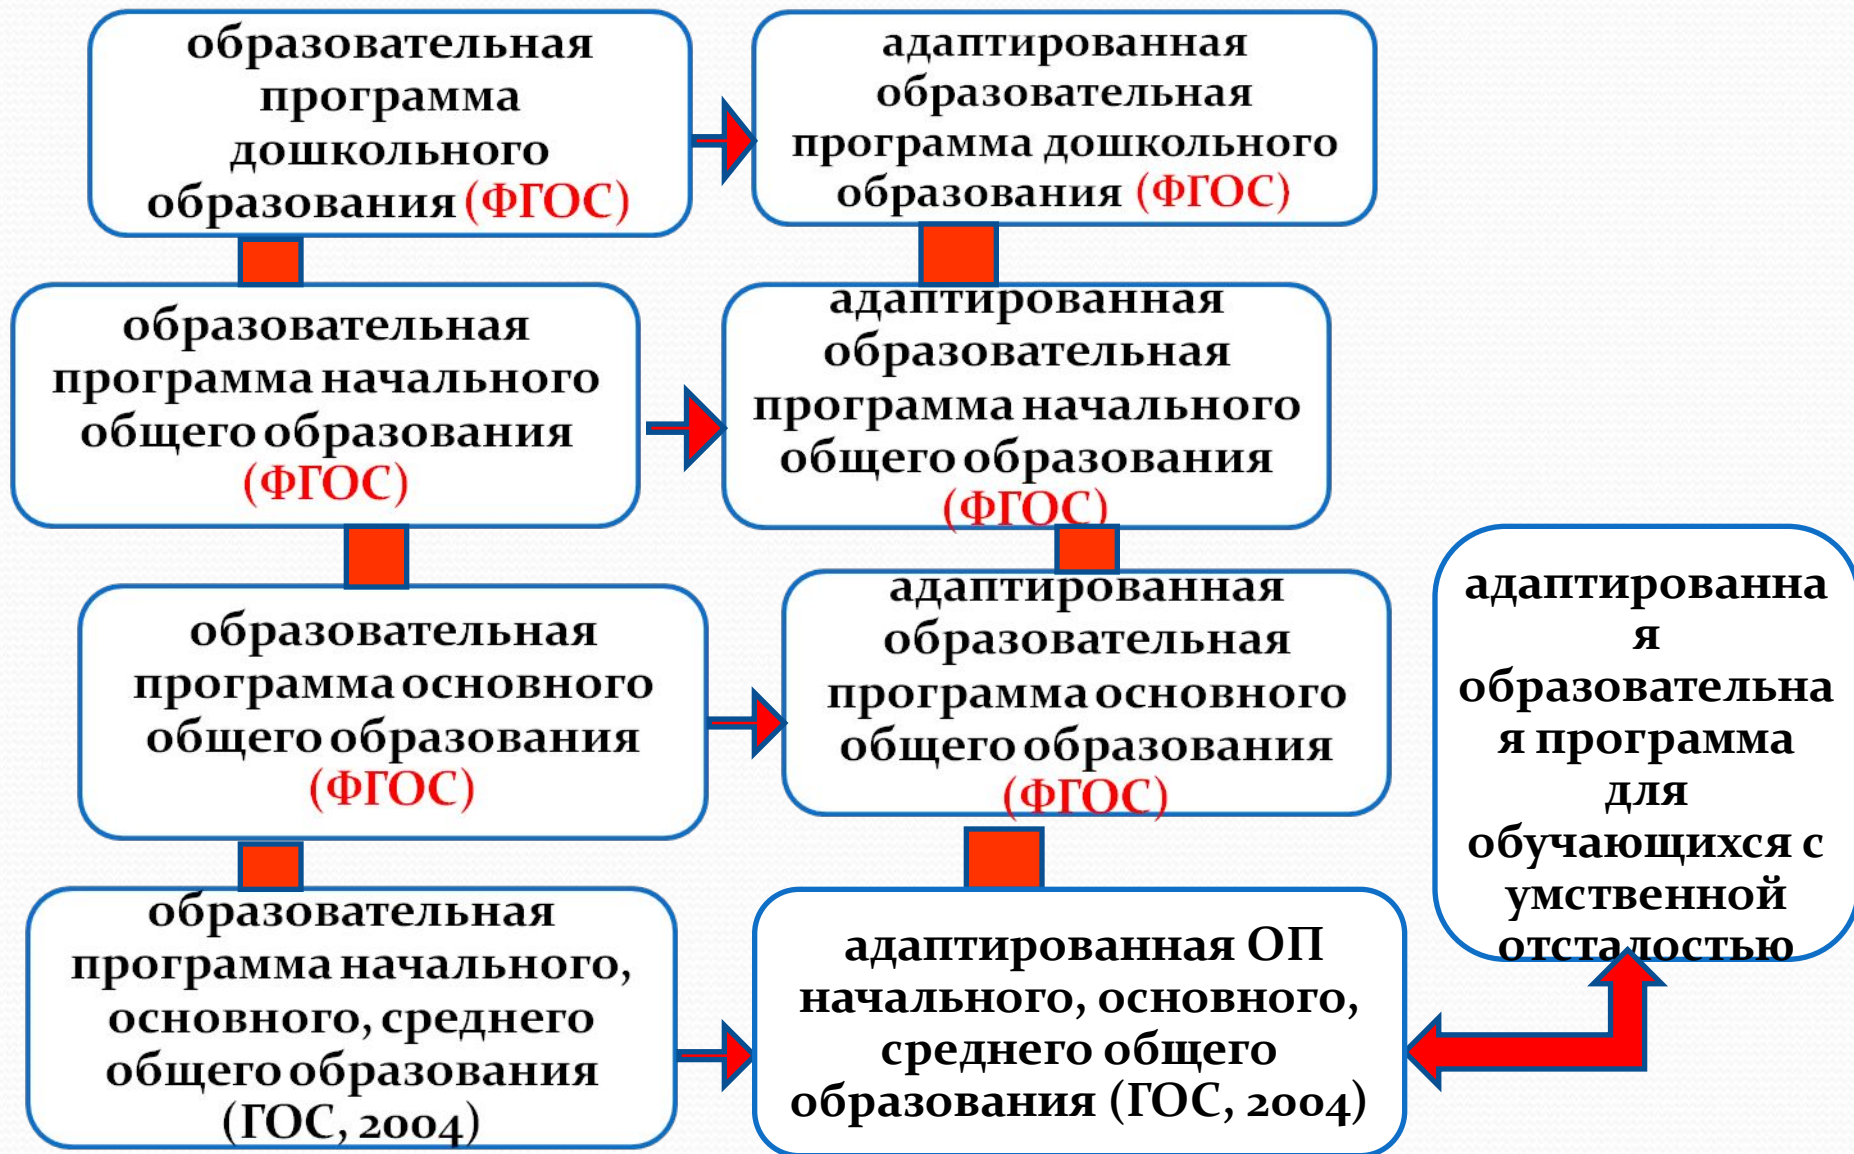 образовательная
программа
дошкольного
образования (ФГОС)
адаптированная
образовательная
программа дошкольного
образования (ФГОС)
образовательная
программа начального
общего образования
(ФГОС)
адаптированная
образовательная
программа начального
общего образования
(ФГОС)
образовательная
программа основного
общего образования
(ФГОС)
адаптированная
образовательная
программа основного
общего образования
(ФГОС)
адаптированна
я
образовательна
я программа
для
обучающихся с
умственной
отсталостью
образовательная
программа начального,
основного, среднего
общего образования
(ГОС, 2004)
адаптированная ОП
начального, основного,
среднего общего
образования (ГОС, 2004)